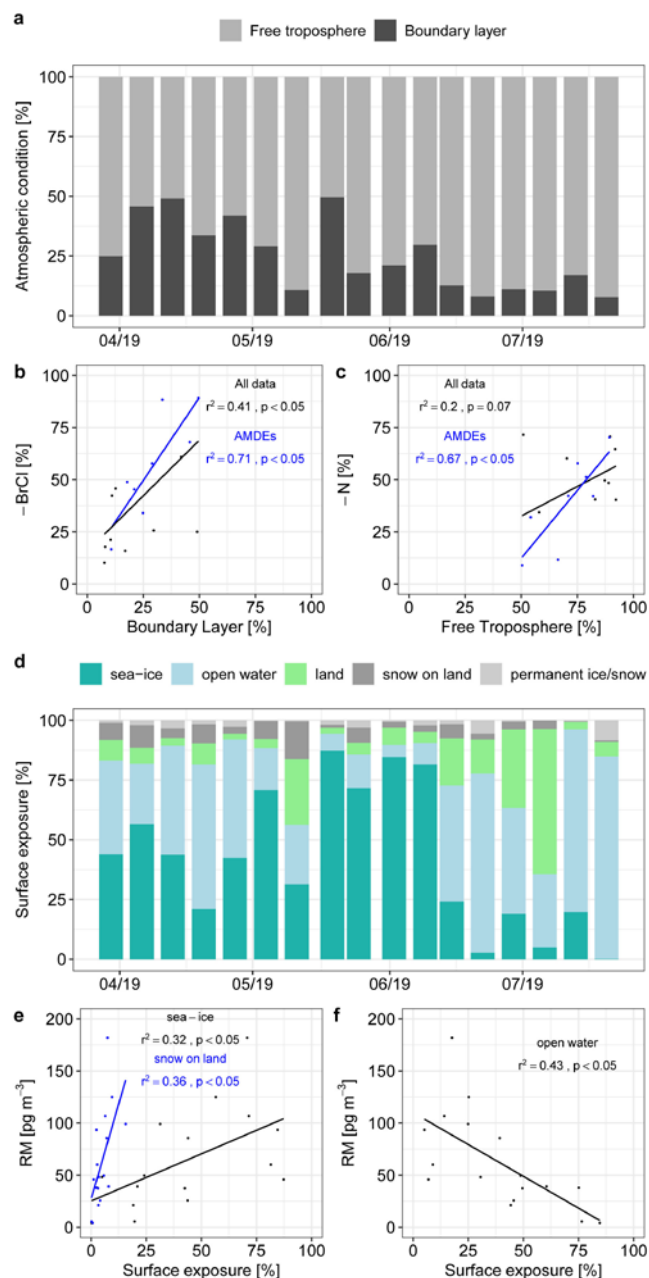 a
Free troposphere Boundary layer
Atmospheric condition [%]
100
75
50
25
0
04/19 05/19 06/19 07/19
b
−BrCl [%]
100
75
50
25
0
All data
r² = 0.41 , p < 0.05
AMDEs
r² = 0.71 , p < 0.05
0 25 50 75 100
Boundary Layer [%]
c
−N [%]
100
75
50
25
0
All data
r² = 0.2 , p = 0.07
AMDEs
r² = 0.67 , p < 0.05
0 25 50 75 100
Free Troposphere [%]
d
sea−ice open water land snow on land permanent ice/snow
Surface exposure [%]
100
75
50
25
0
04/19 05/19 06/19 07/19
e
RM [pg m⁻³]
200
150
100
50
0
sea−ice
r² = 0.32 , p < 0.05
snow on land
r² = 0.36 , p < 0.05
0 25 50 75 100
Surface exposure [%]
f
RM [pg m⁻³]
200
150
100
50
0
open water
r² = 0.43 , p < 0.05
0 25 50 75 100
Surface exposure [%]